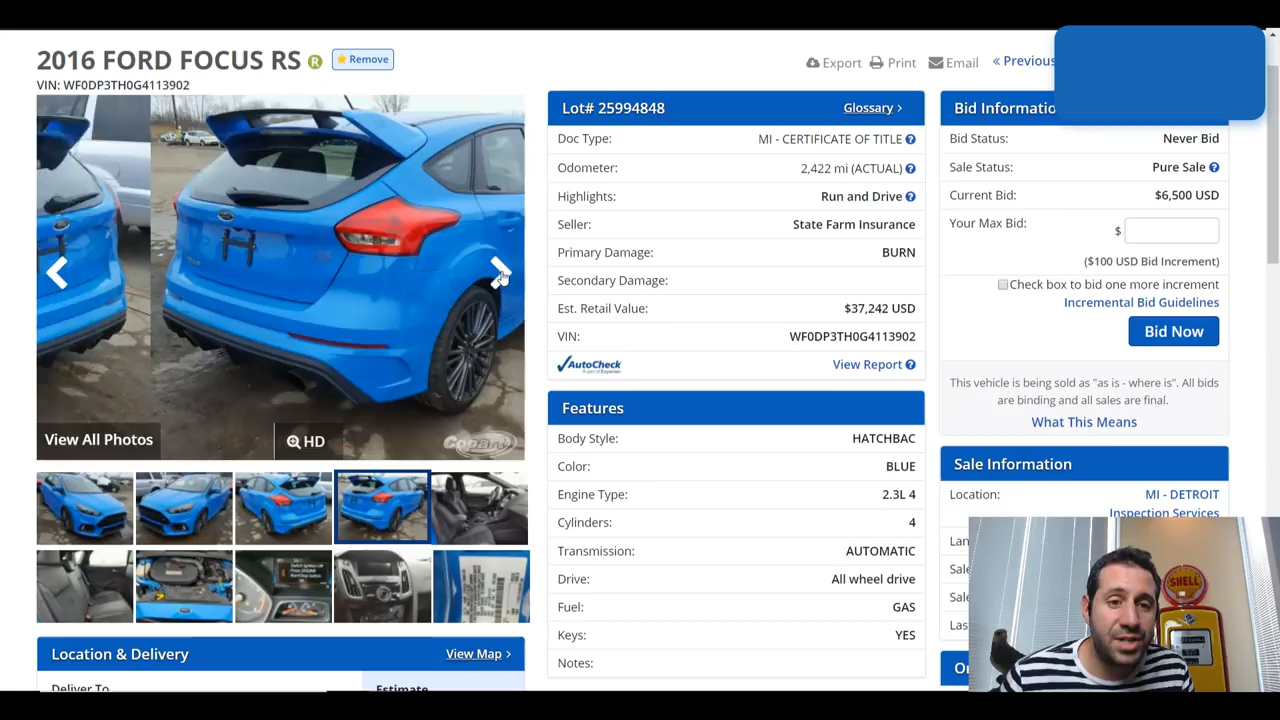 2016 FORD FOCUS RS R Remove
VIN: WF0DP3TH0G4113902
Export Print Email « Previous
View All Photos
HD
Copart
Location & Delivery View Map >
Deliver To Estimate
Lot# 25994848 Glossary >
Doc Type: MI - CERTIFICATE OF TITLE ?
Odometer: 2,422 mi (ACTUAL) ?
Highlights: Run and Drive ?
Seller: State Farm Insurance
Primary Damage: BURN
Secondary Damage:
Est. Retail Value: $37,242 USD
VIN: WF0DP3TH0G4113902
AutoCheck View Report ?
Features
Body Style: HATCHBAC
Color: BLUE
Engine Type: 2.3L 4
Cylinders: 4
Transmission: AUTOMATIC
Drive: All wheel drive
Fuel: GAS
Keys: YES
Notes:
Bid Informatio
Bid Status: Never Bid
Sale Status: Pure Sale ?
Current Bid: $6,500 USD
Your Max Bid: $
($100 USD Bid Increment)
Check box to bid one more increment
Incremental Bid Guidelines
Bid Now
This vehicle is being sold "as is - where is". All bids
are binding and all sales are final.
What This Means
Sale Information
Location: MI - DETROIT
Inspection Services
Lan
Sale
Sale
Las
SHELL